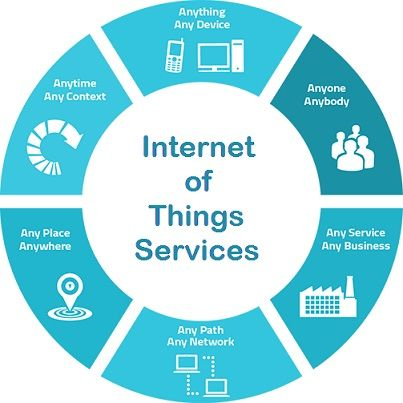 Anything
Any Device
Anyone
Anybody
Any Service
Any Business
Any Path
Any Network
Any Place
Anywhere
Anytime
Any Context
Internet
of
Things
Services